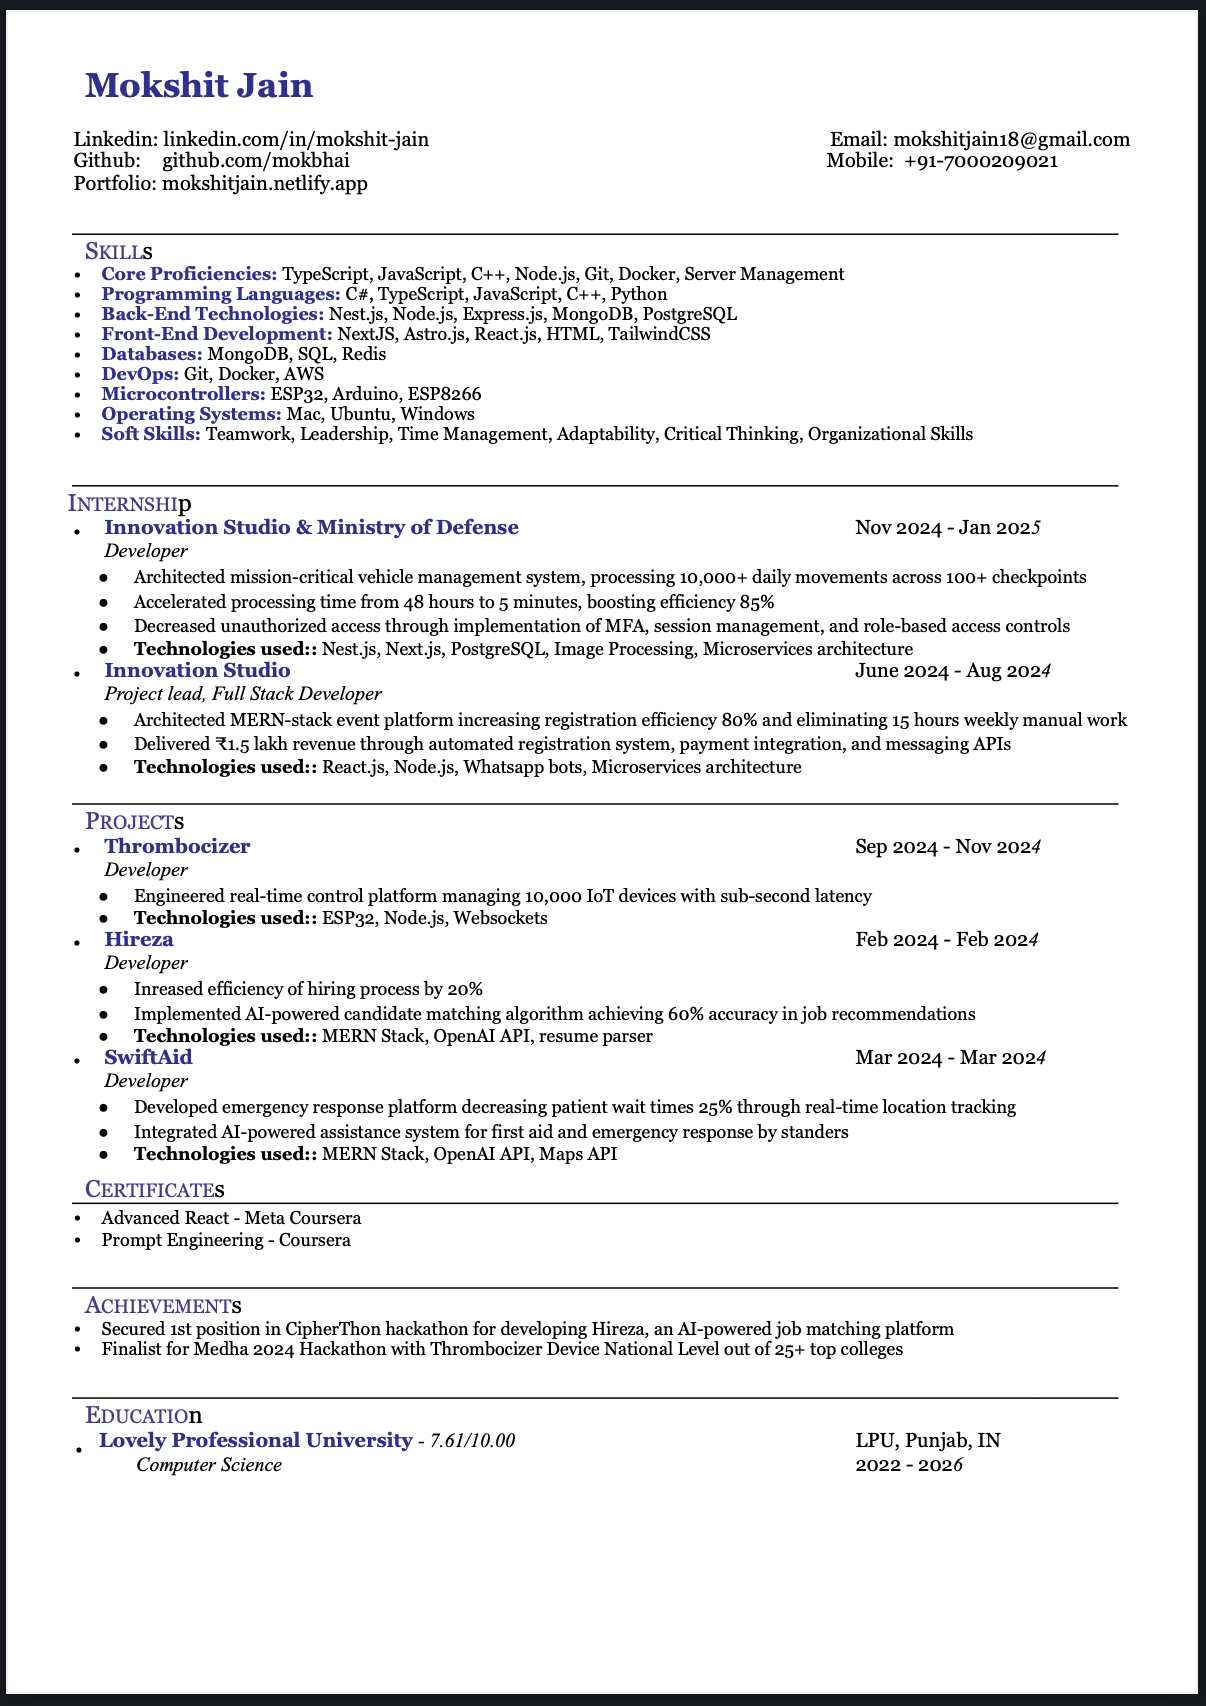 Mokshit Jain
Linkedin: linkedin.com/in/mokshit-jain Email: mokshitjain18@gmail.com
Github: github.com/mokbhai Mobile: +91-7000209021
Portfolio: mokshitjain.netlify.app
SKILLs
• Core Proficiencies: TypeScript, JavaScript, C++, Node.js, Git, Docker, Server Management
• Programming Languages: C#, TypeScript, JavaScript, C++, Python
• Back-End Technologies: Nest.js, Node.js, Express.js, MongoDB, PostgreSQL
• Front-End Development: NextJS, Astro.js, React.js, HTML, TailwindCSS
• Databases: MongoDB, SQL, Redis
• DevOps: Git, Docker, AWS
• Microcontrollers: ESP32, Arduino, ESP8266
• Operating Systems: Mac, Ubuntu, Windows
• Soft Skills: Teamwork, Leadership, Time Management, Adaptability, Critical Thinking, Organizational Skills
INTERNSHIp
• Innovation Studio & Ministry of Defense Nov 2024 - Jan 2025
Developer
● Architected mission-critical vehicle management system, processing 10,000+ daily movements across 100+ checkpoints
● Accelerated processing time from 48 hours to 5 minutes, boosting efficiency 85%
● Decreased unauthorized access through implementation of MFA, session management, and role-based access controls
● Technologies used:: Nest.js, Next.js, PostgreSQL, Image Processing, Microservices architecture
• Innovation Studio June 2024 - Aug 2024
Project lead, Full Stack Developer
● Architected MERN-stack event platform increasing registration efficiency 80% and eliminating 15 hours weekly manual work
● Delivered ₹1.5 lakh revenue through automated registration system, payment integration, and messaging APIs
● Technologies used:: React.js, Node.js, Whatsapp bots, Microservices architecture
PROJECTs
• Thrombocizer Sep 2024 - Nov 2024
Developer
● Engineered real-time control platform managing 10,000 IoT devices with sub-second latency
● Technologies used:: ESP32, Node.js, Websockets
• Hireza Feb 2024 - Feb 2024
Developer
● Inreased efficiency of hiring process by 20%
● Implemented AI-powered candidate matching algorithm achieving 60% accuracy in job recommendations
● Technologies used:: MERN Stack, OpenAI API, resume parser
• SwiftAid Mar 2024 - Mar 2024
Developer
● Developed emergency response platform decreasing patient wait times 25% through real-time location tracking
● Integrated AI-powered assistance system for first aid and emergency response by standers
● Technologies used:: MERN Stack, OpenAI API, Maps API
CERTIFICATEs
• Advanced React - Meta Coursera
• Prompt Engineering - Coursera
ACHIEVEMENTs
• Secured 1st position in CipherThon hackathon for developing Hireza, an AI-powered job matching platform
• Finalist for Medha 2024 Hackathon with Thrombocizer Device National Level out of 25+ top colleges
EDUCATIOn
• Lovely Professional University - 7.61/10.00 LPU, Punjab, IN
Computer Science 2022 - 2026